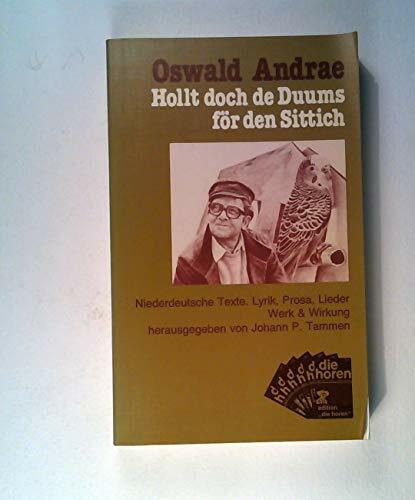 Oswald Andrae
Hollt doch de Duums
för den Sittich
Niederdeutsche Texte. Lyrik, Prosa, Lieder
Werk & Wirkung
herausgegeben von Johann P. Tammen
die
horen
edition
„die horen“